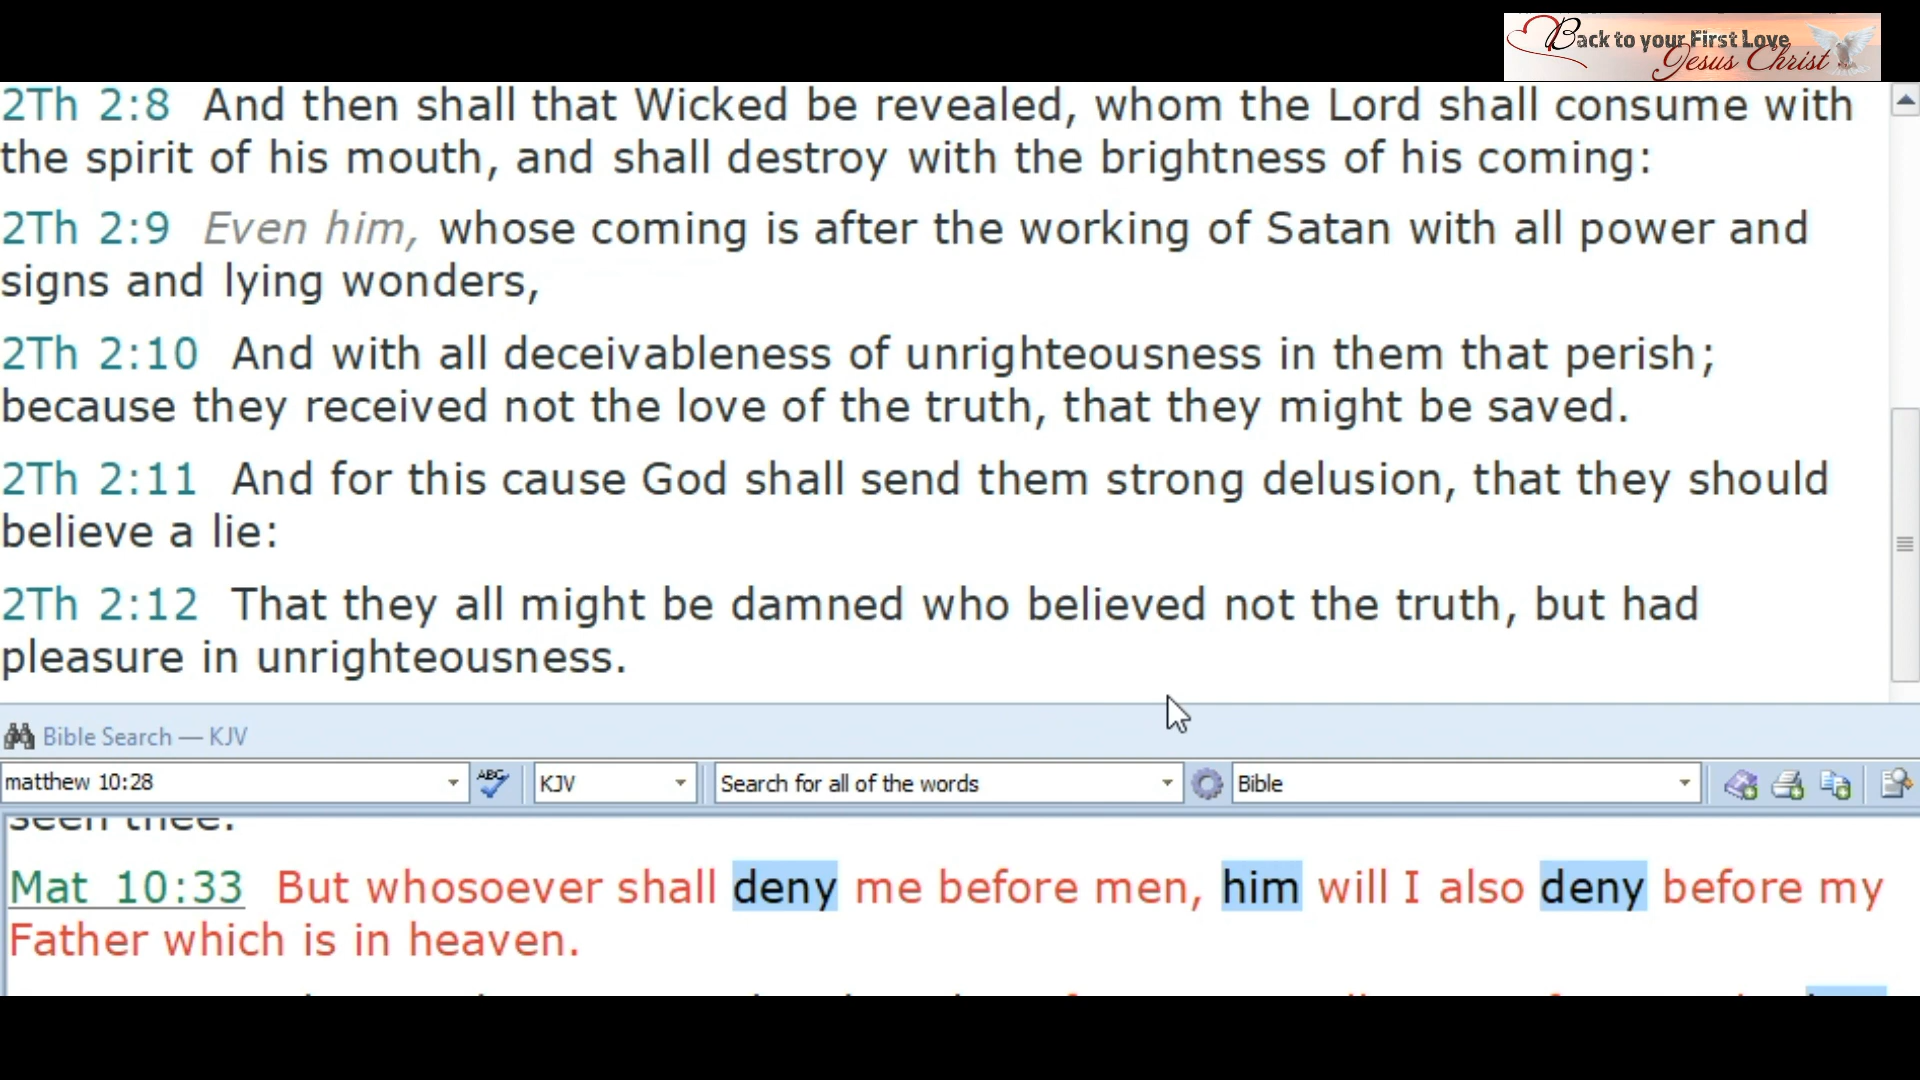 Back to your First Love
Jesus Christ
2Th 2:8 And then shall that Wicked be revealed, whom the Lord shall consume with
the spirit of his mouth, and shall destroy with the brightness of his coming:
2Th 2:9 Even him, whose coming is after the working of Satan with all power and
signs and lying wonders,
2Th 2:10 And with all deceivableness of unrighteousness in them that perish;
because they received not the love of the truth, that they might be saved.
2Th 2:11 And for this cause God shall send them strong delusion, that they should
believe a lie:
2Th 2:12 That they all might be damned who believed not the truth, but had
pleasure in unrighteousness.
Bible Search — KJV
matthew 10:28 ABC KJV Search for all of the words Bible
seen thee.
Mat 10:33 But whosoever shall deny me before men, him will I also deny before my
Father which is in heaven.